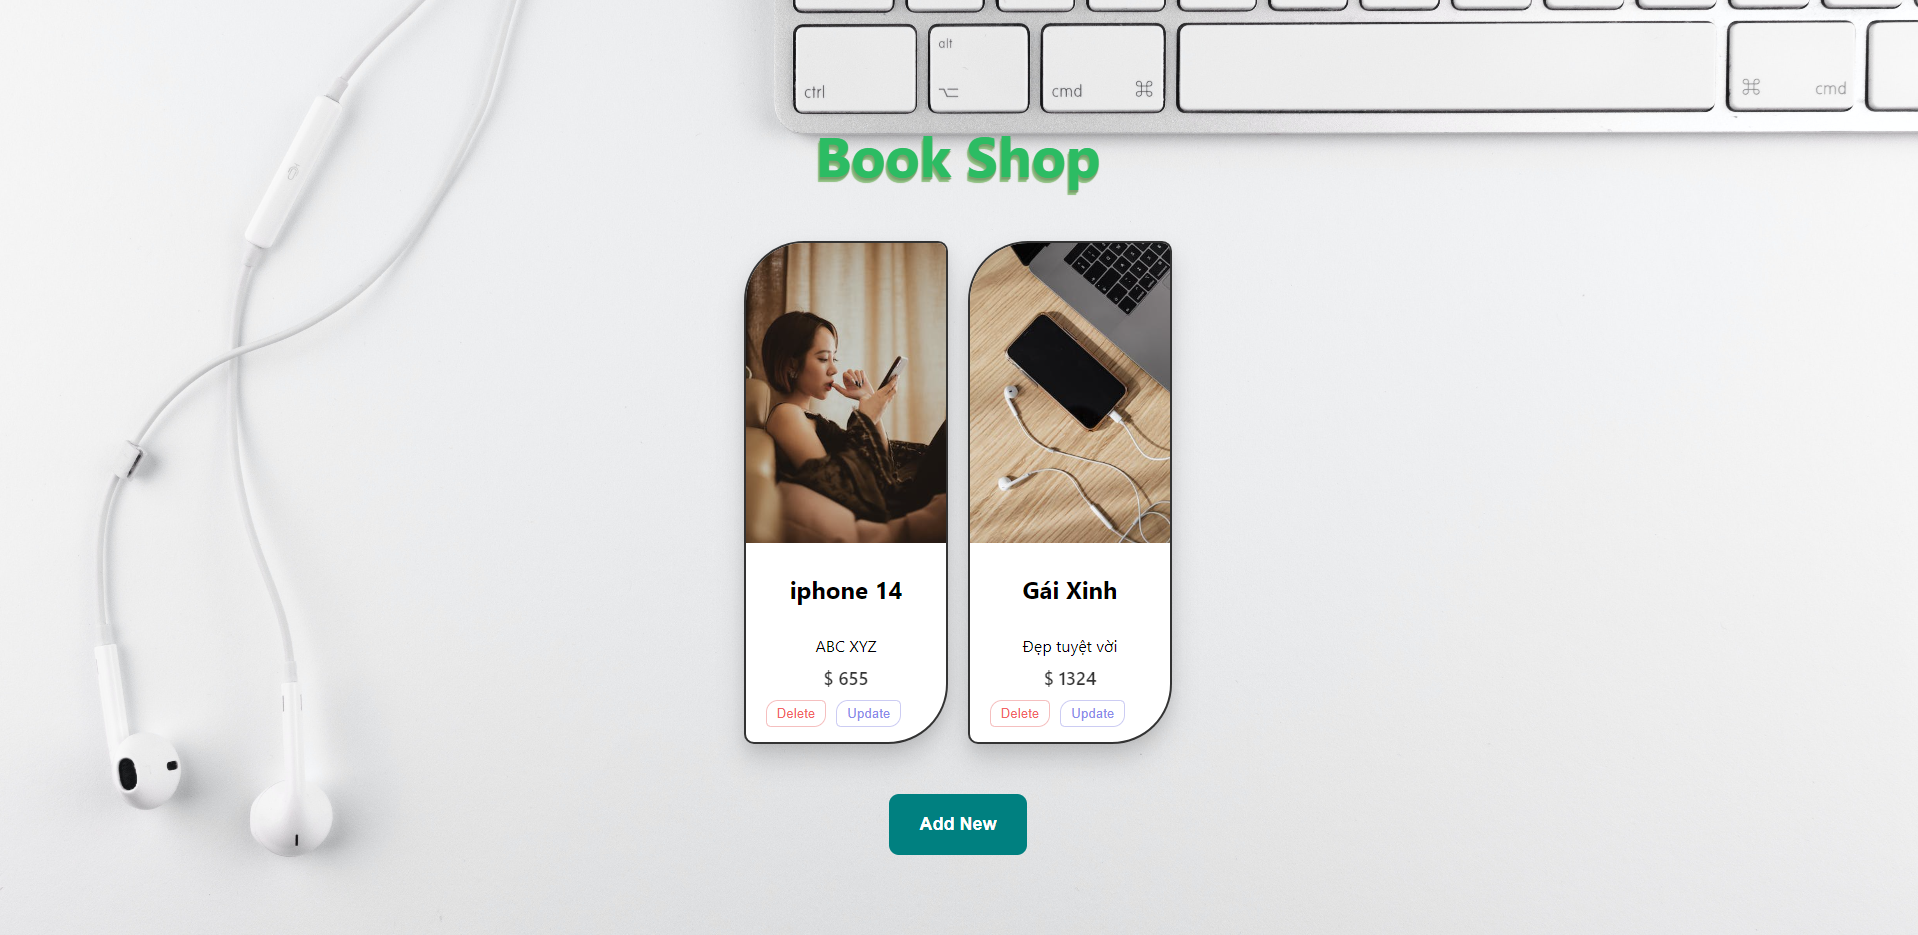 alt
ctrl
cmd ⌘
⌘ cmd
Book Shop
iphone 14
ABC XYZ
$ 655
Delete Update
Gái Xinh
Đẹp tuyệt vời
$ 1324
Delete Update
Add New